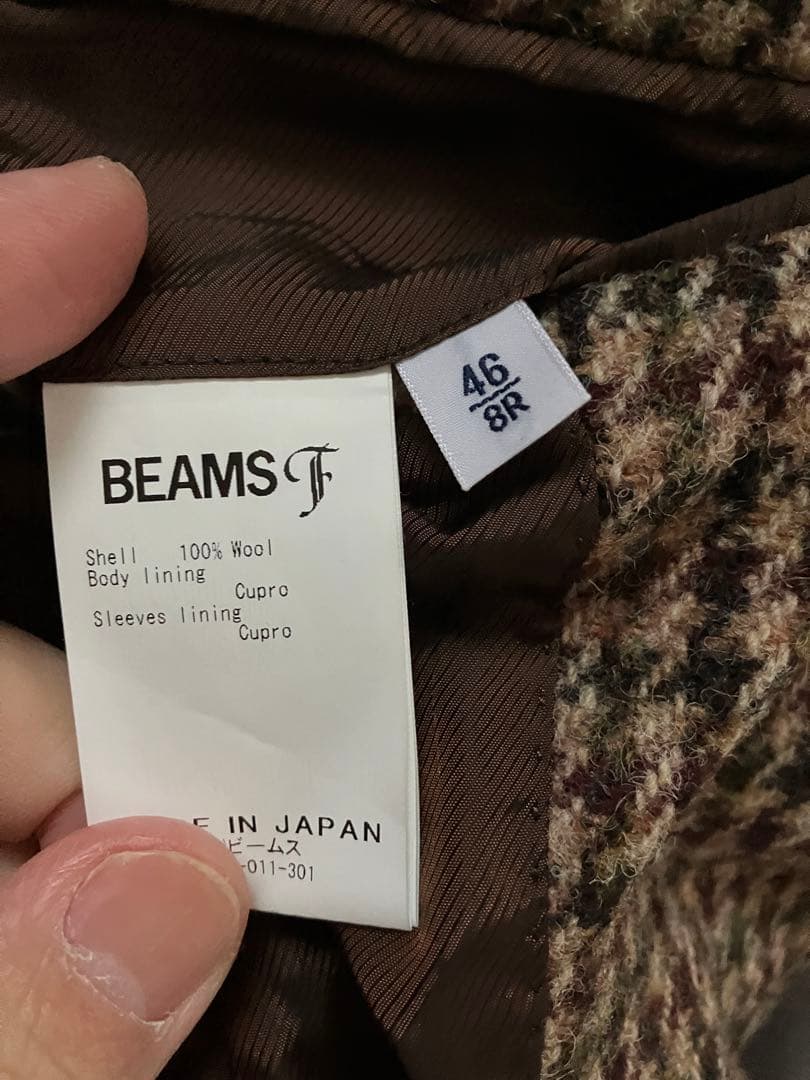 46
8R
BEAMS F
Shell 100% Wool
Body lining
Cupro
Sleeves lining
Cupro
IN JAPAN
ビームス
-011-301